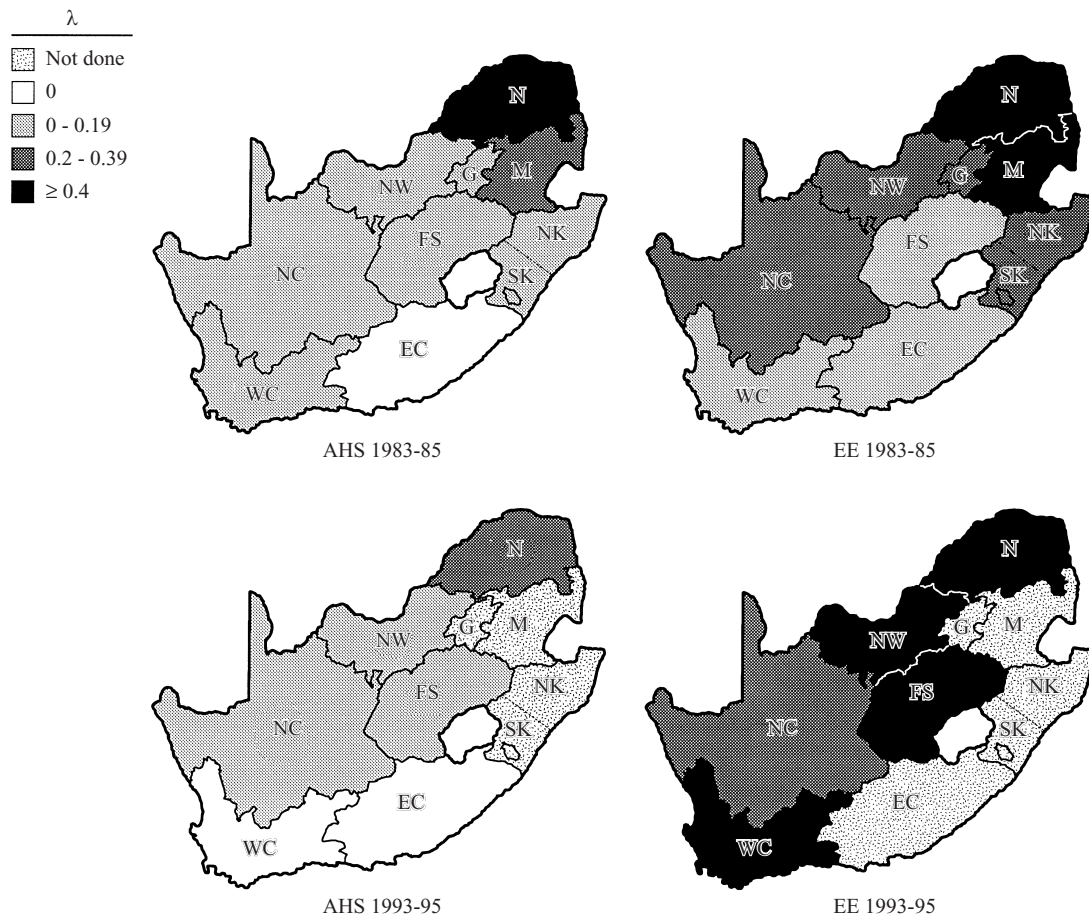 λ
Not done
0
0 - 0.19
0.2 - 0.39
≥ 0.4
N
M
G
NW
NK
FS
SK
NC
EC
WC
AHS 1983-85
N
M
G
NW
NK
FS
SK
NC
EC
WC
EE 1983-85
N
M
G
NW
NK
FS
SK
NC
EC
WC
AHS 1993-95
N
M
G
NW
NK
FS
SK
NC
EC
WC
EE 1993-95